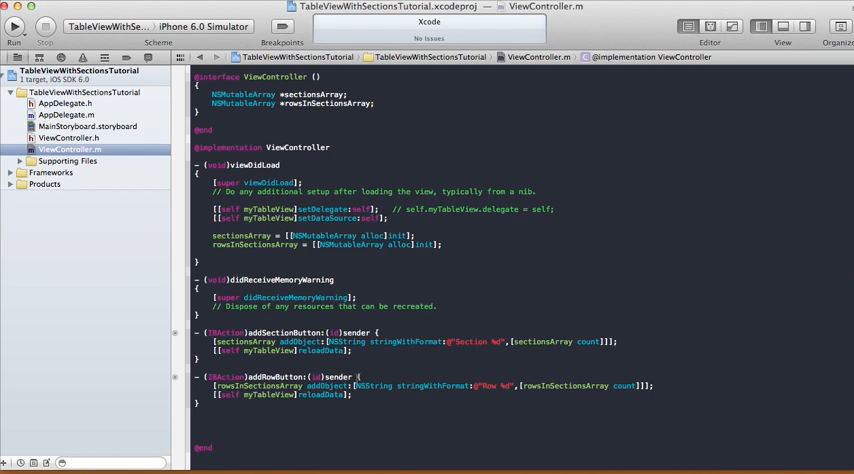 TableViewWithSectionsTutorial.xcodeproj — ViewController.m
TableViewWithSe... iPhone 6.0 Simulator
Xcode
No Issues
Run Stop Scheme Breakpoints Editor View Organize
TableViewWithSectionsTutorial TableViewWithSectionsTutorial ViewController.m @implementation ViewController
TableViewWithSectionsTutorial
1 target, iOS SDK 6.0
TableViewWithSectionsTutorial
AppDelegate.h
AppDelegate.m
MainStoryboard.storyboard
ViewController.h
ViewController.m
Supporting Files
Frameworks
Products
@interface ViewController ()
{
NSMutableArray *sectionsArray;
NSMutableArray *rowsInSectionsArray;
}
@end
@implementation ViewController
- (void)viewDidLoad
{
[super viewDidLoad];
// Do any additional setup after loading the view, typically from a nib.
[[self myTableView]setDelegate:self]; // self.myTableView.delegate = self;
[[self myTableView]setDataSource:self];
sectionsArray = [[NSMutableArray alloc]init];
rowsInSectionsArray = [[NSMutableArray alloc]init];
}
- (void)didReceiveMemoryWarning
{
[super didReceiveMemoryWarning];
// Dispose of any resources that can be recreated.
}
- (IBAction)addSectionButton:(id)sender {
[sectionsArray addObject:[NSString stringWithFormat:@"Section %d",[sectionsArray count]]];
[[self myTableView]reloadData];
}
- (IBAction)addRowButton:(id)sender {
[rowsInSectionsArray addObject:[NSString stringWithFormat:@"Row %d",[rowsInSectionsArray count]]];
[[self myTableView]reloadData];
}
@end